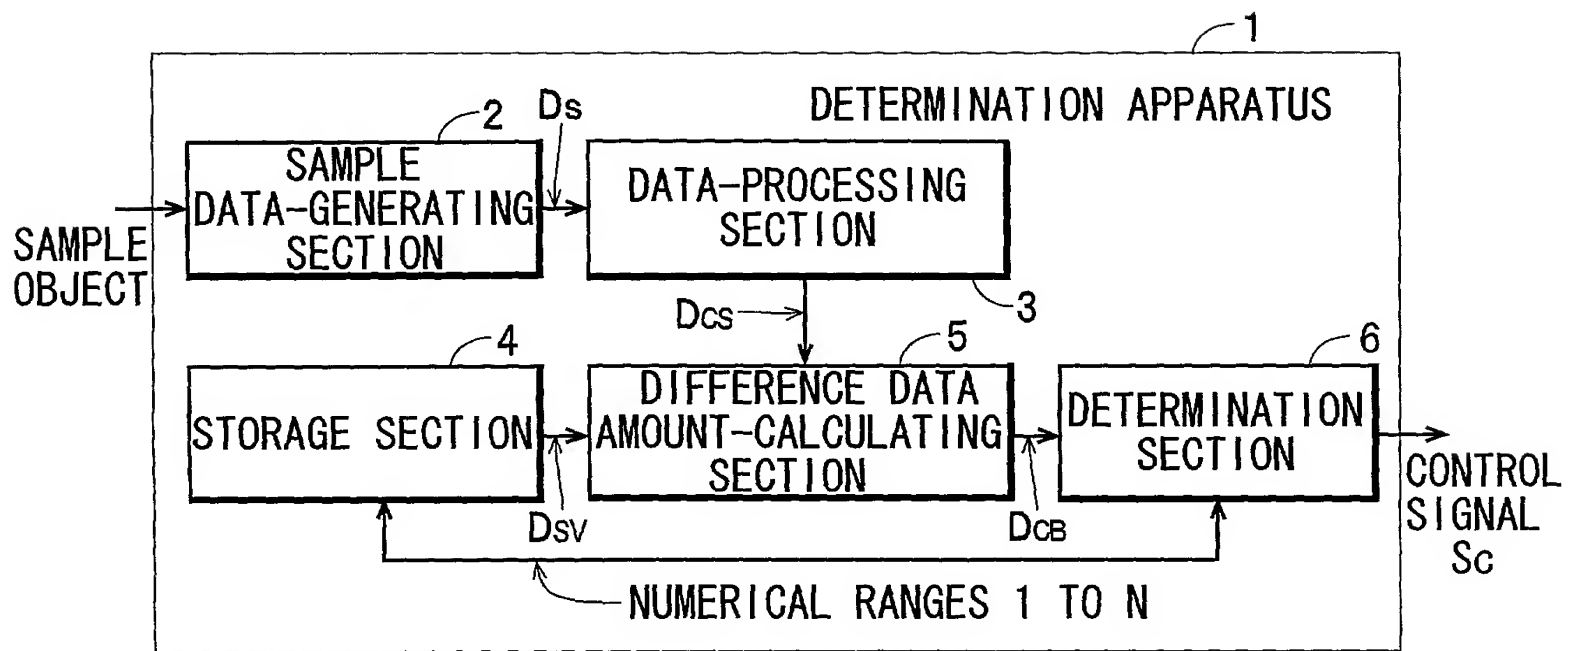 1
DETERMINATION APPARATUS
2
Ds
SAMPLE
DATA-GENERATING
SECTION
DATA-PROCESSING
SECTION
SAMPLE
OBJECT
3
DCS
4
5
6
STORAGE SECTION
DIFFERENCE DATA
AMOUNT-CALCULATING
SECTION
DETERMINATION
SECTION
DSV
DCB
CONTROL
SIGNAL
Sc
NUMERICAL RANGES 1 TO N